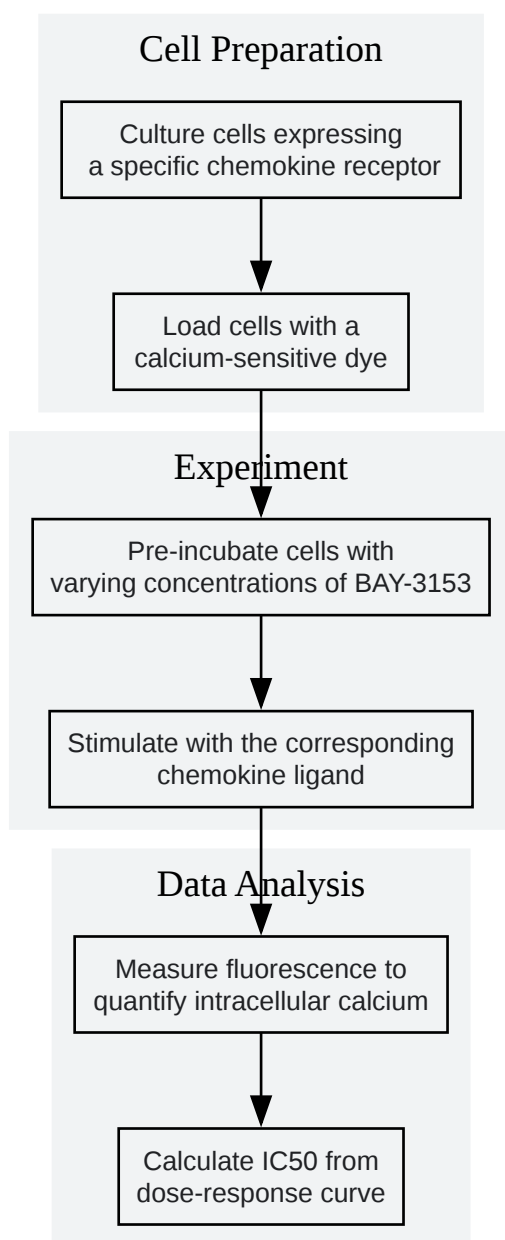 Cell Preparation
Culture cells expressing
a specific chemokine receptor
Load cells with a
calcium-sensitive dye
Experiment
Pre-incubate cells with
varying concentrations of BAY-3153
Stimulate with the corresponding
chemokine ligand
Data Analysis
Measure fluorescence to
quantify intracellular calcium
Calculate IC50 from
dose-response curve